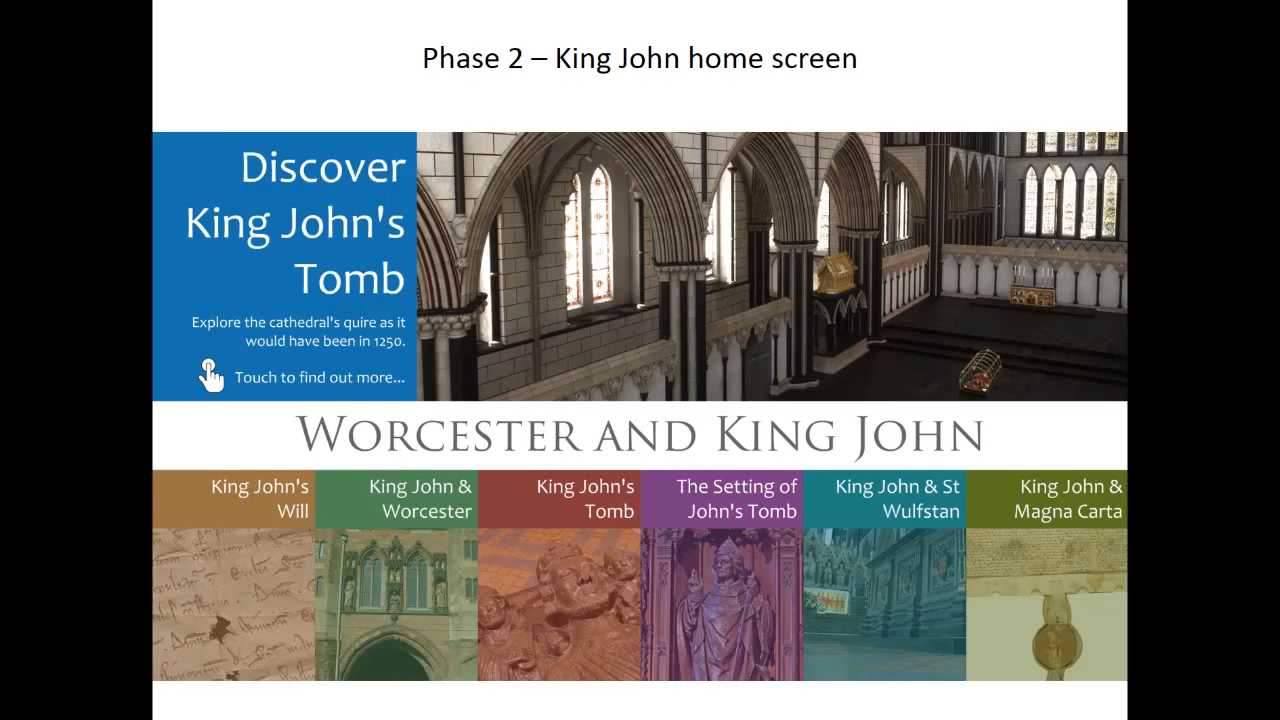 Phase 2 – King John home screen
Discover
King John's
Tomb
Explore the cathedral's quire as it
would have been in 1250.
Touch to find out more...
WORCESTER AND KING JOHN
King John's
Will
King John &
Worcester
King John's
Tomb
The Setting of
John's Tomb
King John & St
Wulfstan
King John &
Magna Carta